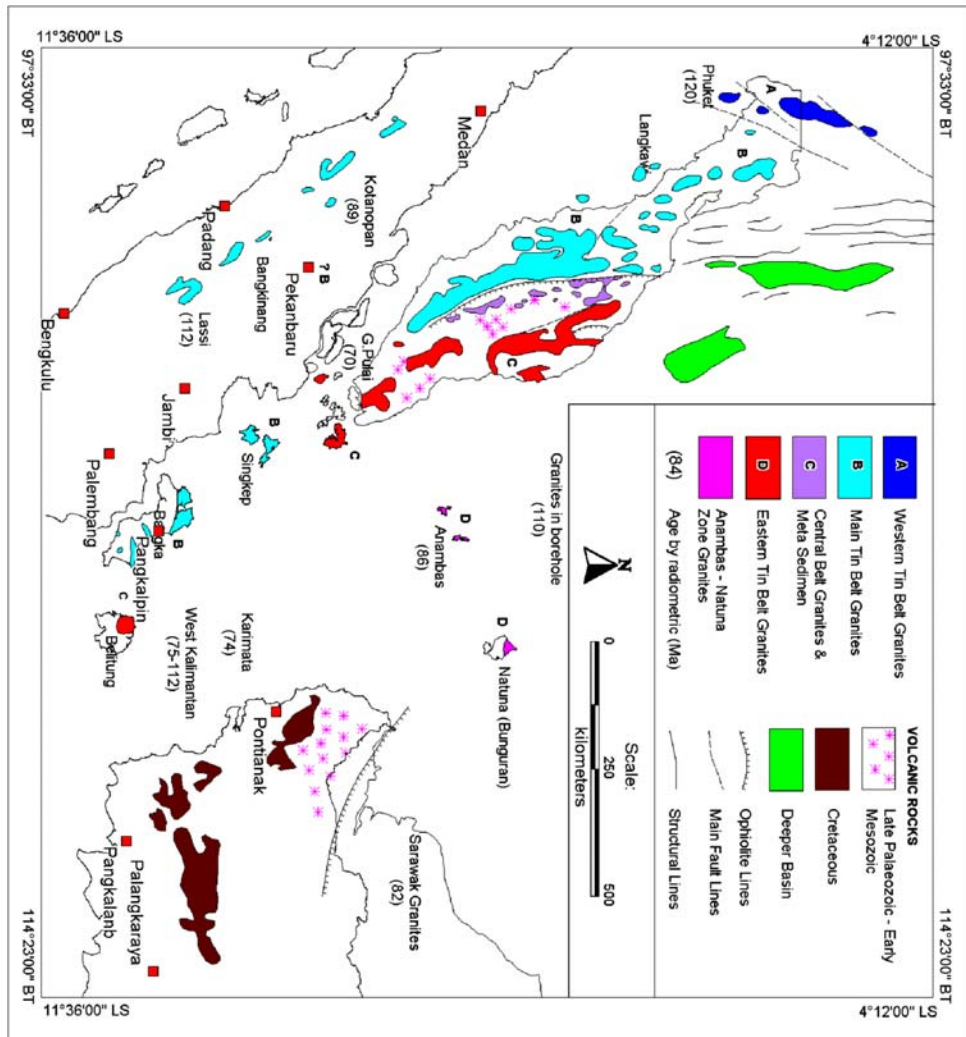 11°36'00" LS
4°12'00" LS
97°33'00" BT
97°33'00" BT
114°23'00" BT
114°23'00" BT
11°36'00" LS
4°12'00" LS
A
Western Tin Belt Granites
B
Main Tin Belt Granites
C
Central Belt Granites &
Meta Sedimen
D
Eastern Tin Belt Granites
Anambas - Natuna
Zone Granites
(84)
Age by radiometric (Ma)
VOLCANIC ROCKS
Late Palaeozoic - Early
Mesozoic
Cretaceous
Deeper Basin
Ophiolite Lines
Main Fault Lines
Structural Lines
N
Scale:
0
250
500
kilometers
A
Phuket
(120)
B
Langkawi
B
C
Medan
Kotanopan
(89)
Padang
Bangkinang
? B
Pekanbaru
Lassi
(112)
Bengkulu
G.Pulai
(70)
C
Jambi
B
Singkep
Palembang
B
Bangka
Pangkalpin
C
Belitung
Granites in borehole
(110)
D
Anambas
(86)
D
Natuna (Bunguran)
Karimata
(74)
West Kalimantan
(75-112)
Pontianak
Sarawak Granites
(82)
Palangkaraya
Pangkalanb